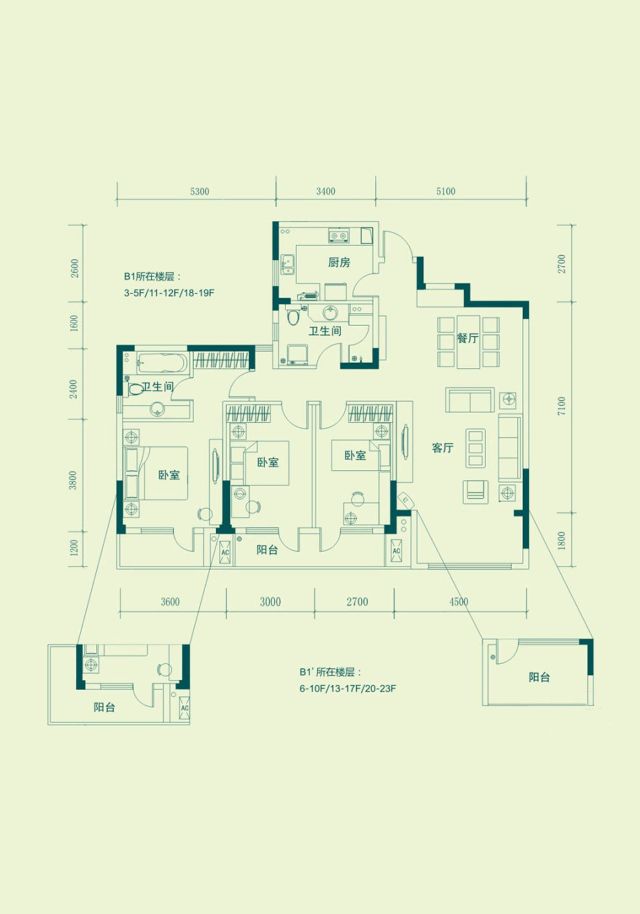 5300 3400 5100
2600
1600
2400
3800
1200
2700
7100
1800
B1所在楼层：
3-5F/11-12F/18-19F
厨房
卫生间
餐厅
卫生间
客厅
卧室
卧室
卧室
阳台
AC
AC
3600 3000 2700 4500
B1'所在楼层：
6-10F/13-17F/20-23F
阳台
AC
阳台